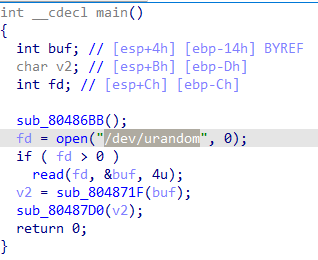 int __cdecl main()
{
  int buf; // [esp+4h] [ebp-14h] BYREF
  char v2; // [esp+Bh] [ebp-Dh]
  int fd; // [esp+Ch] [ebp-Ch]

  sub_80486BB();
  fd = open("/dev/urandom", 0);
  if ( fd > 0 )
    read(fd, &buf, 4u);
  v2 = sub_804871F(buf);
  sub_80487D0(v2);
  return 0;
}